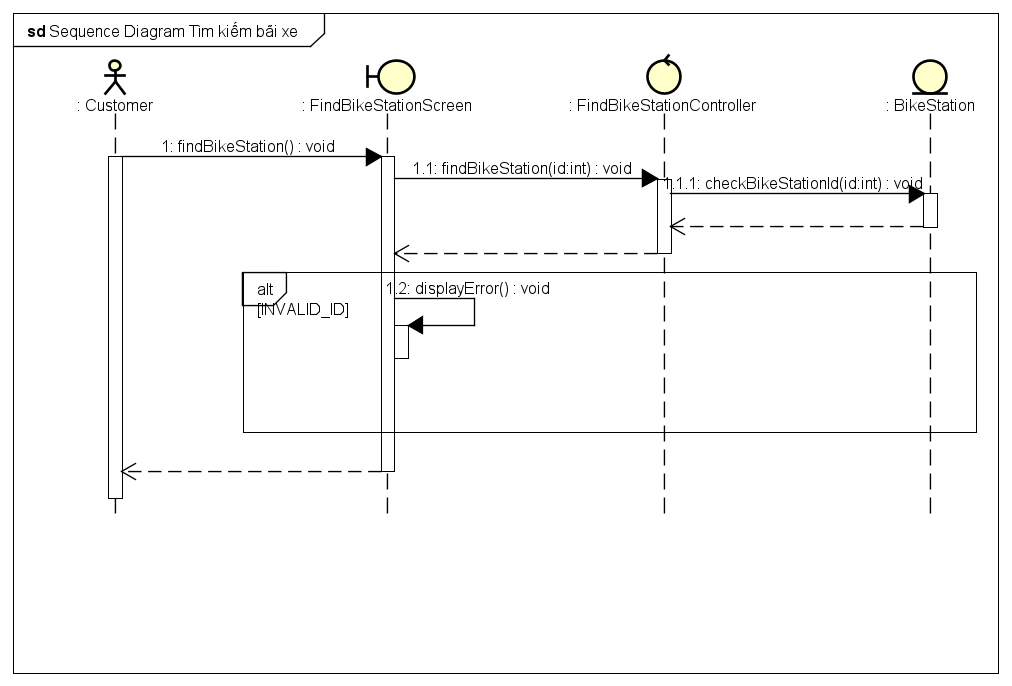 sd Sequence Diagram Tìm kiếm bãi xe
: Customer
: FindBikeStationScreen
: FindBikeStationController
: BikeStation
1: findBikeStation() : void
1.1: findBikeStation(id:int) : void
1.1.1: checkBikeStationId(id:int) : void
alt
1.2: displayError() : void
[INVALID_ID]